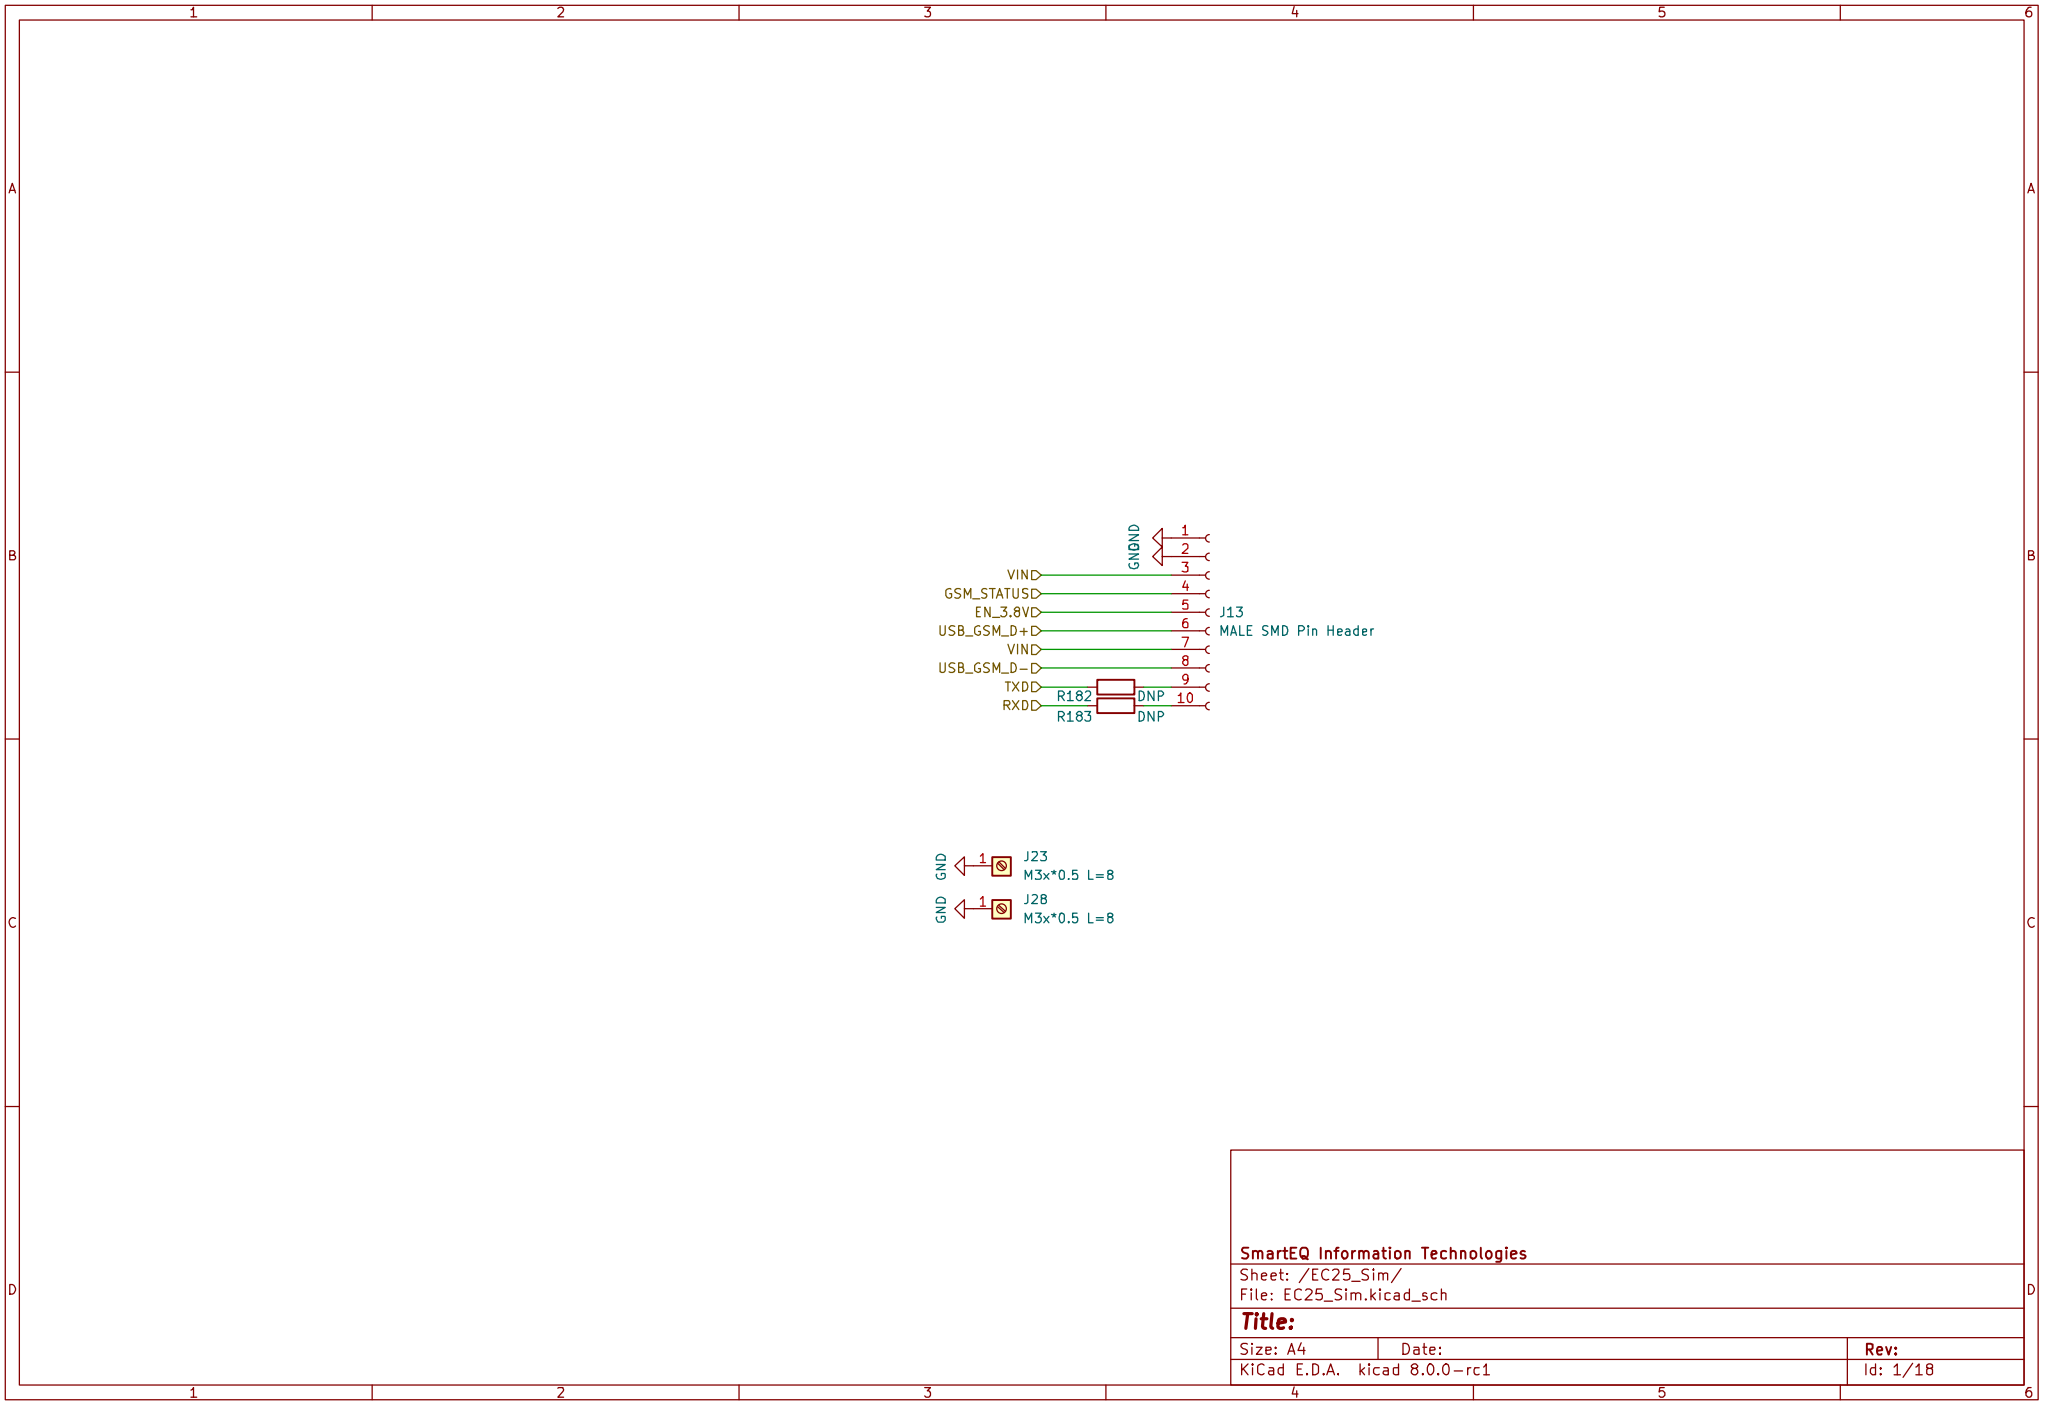 1 2 3 4 5 6
A A
GND 1
B GND 2 B
VIN 3
GSM_STATUS 4
EN_3.8V 5 J13
USB_GSM_D+ 6 MALE SMD Pin Header
VIN 7
USB_GSM_D- 8
TXD 9
R182 DNP
RXD 10
R183 DNP
GND 1 J23
M3x*0.5 L=8
GND 1 J28
M3x*0.5 L=8
C C
SmartEQ Information Technologies
Sheet: /EC25_Sim/
D D
File: EC25_Sim.kicad_sch
Title:
Size: A4 Date: Rev:
KiCad E.D.A. kicad 8.0.0-rc1 Id: 1/18
1 2 3 4 5 6